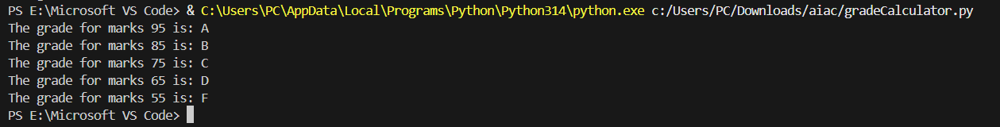 PS E:\Microsoft VS Code> & C:\Users\PC\AppData\Local\Programs\Python\Python314\python.exe c:/Users/PC/Downloads/aiac/gradeCalculator.py
The grade for marks 95 is: A
The grade for marks 85 is: B
The grade for marks 75 is: C
The grade for marks 65 is: D
The grade for marks 55 is: F
PS E:\Microsoft VS Code>